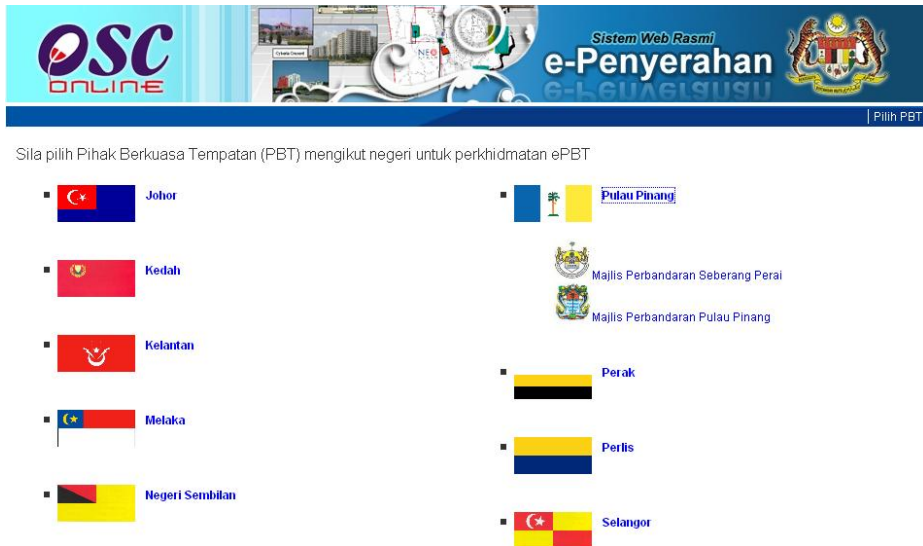 OSC
ONLINE
Sistem Web Rasmi
e-Penyerahan
Pilih PBT
Sila pilih Pihak Berkuasa Tempatan (PBT) mengikut negeri untuk perkhidmatan ePBT
Johor
Kedah
Kelantan
Melaka
Negeri Sembilan
Pulau Pinang
Majlis Perbandaran Seberang Perai
Majlis Perbandaran Pulau Pinang
Perak
Perlis
Selangor